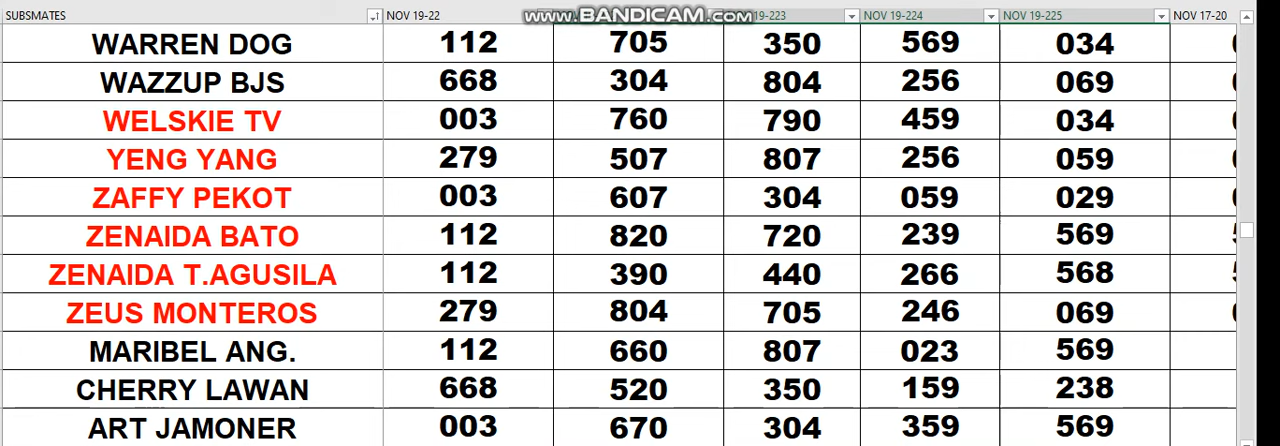 SUBSMATES NOV 19-22 19-223 NOV 19-224 NOV 19-225 NOV 17-20
www.BANDICAM.com
WARREN DOG 112 705 350 569 034
WAZZUP BJS 668 304 804 256 069
WELSKIE TV 003 760 790 459 034
YENG YANG 279 507 807 256 059
ZAFFY PEKOT 003 607 304 059 029
ZENAIDA BATO 112 820 720 239 569
ZENAIDA T.AGUSILA 112 390 440 266 568
ZEUS MONTEROS 279 804 705 246 069
MARIBEL ANG. 112 660 807 023 569
CHERRY LAWAN 668 520 350 159 238
ART JAMONER 003 670 304 359 569